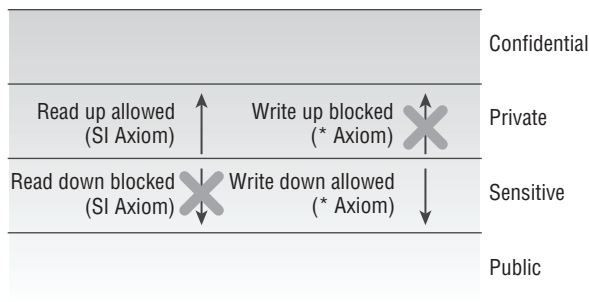 Confidential
Read up allowed
(SI Axiom)
Write up blocked
(* Axiom)
Private
Read down blocked
(SI Axiom)
Write down allowed
(* Axiom)
Sensitive
Public